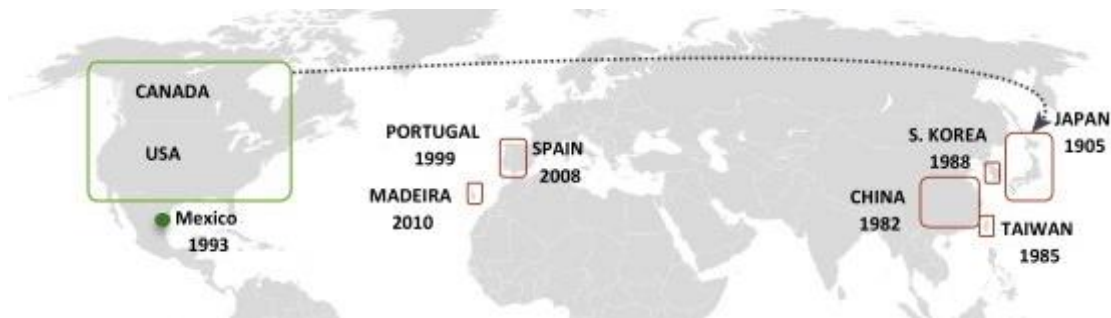 CANADA
USA
Mexico
1993
PORTUGAL
1999
SPAIN
2008
MADEIRA
2010
S. KOREA
1988
JAPAN
1905
CHINA
1982
TAIWAN
1985